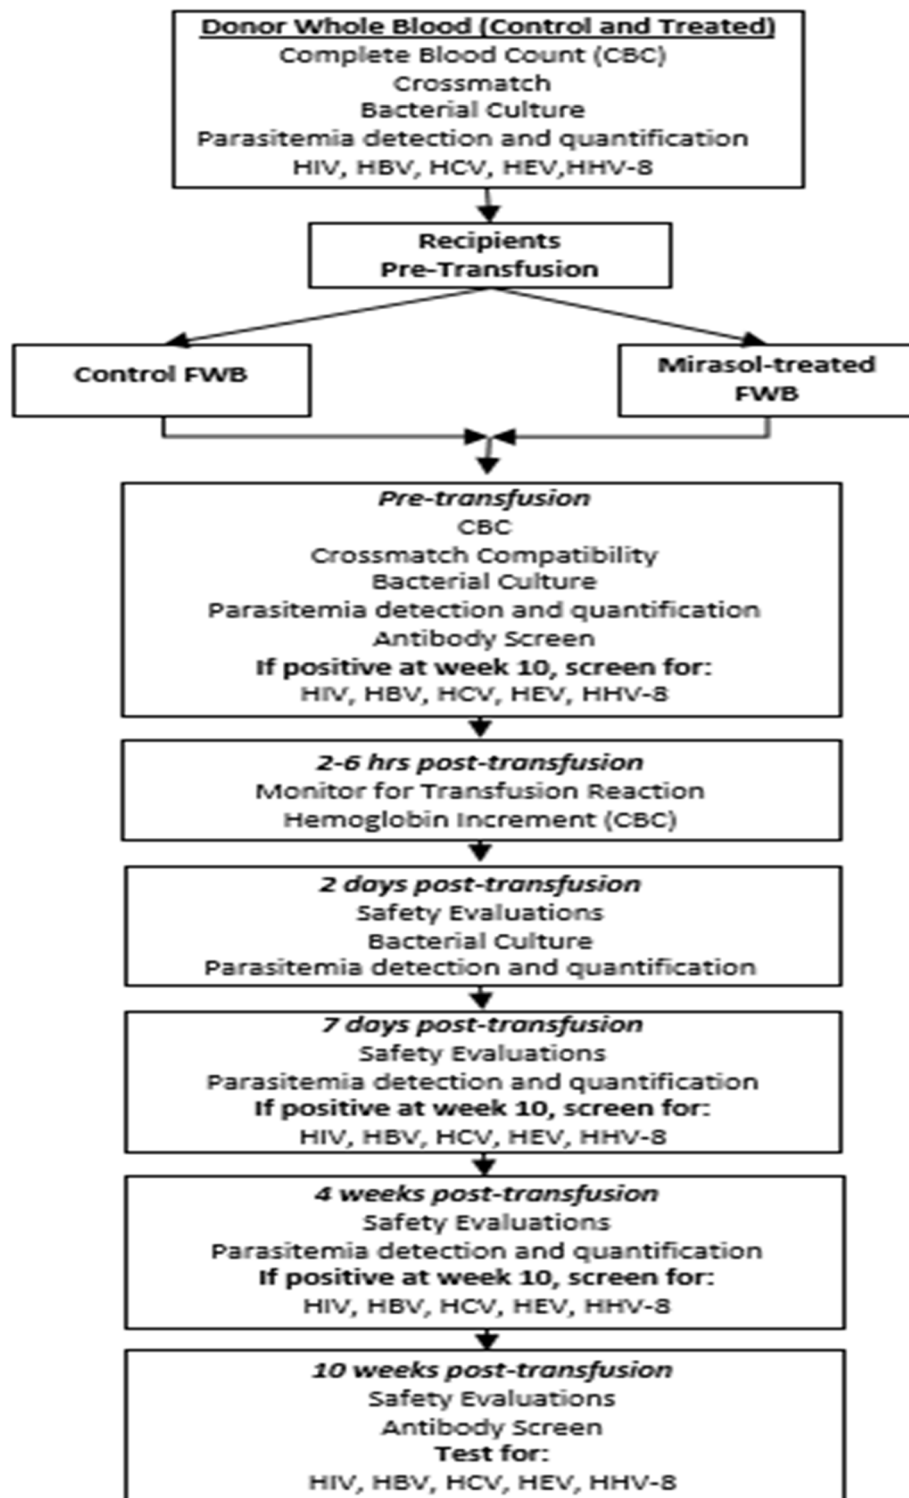 Donor Whole Blood (Control and Treated)
Complete Blood Count (CBC)
Crossmatch
Bacterial Culture
Parasitemia detection and quantification
HIV, HBV, HCV, HEV,HHV-8
Recipients
Pre-Transfusion
Control FWB
Mirasol-treated
FWB
Pre-transfusion
CBC
Crossmatch Compatibility
Bacterial Culture
Parasitemia detection and quantification
Antibody Screen
If positive at week 10, screen for:
HIV, HBV, HCV, HEV, HHV-8
2-6 hrs post-transfusion
Monitor for Transfusion Reaction
Hemoglobin Increment (CBC)
2 days post-transfusion
Safety Evaluations
Bacterial Culture
Parasitemia detection and quantification
7 days post-transfusion
Safety Evaluations
Parasitemia detection and quantification
If positive at week 10, screen for:
HIV, HBV, HCV, HEV, HHV-8
4 weeks post-transfusion
Safety Evaluations
Parasitemia detection and quantification
If positive at week 10, screen for:
HIV, HBV, HCV, HEV, HHV-8
10 weeks post-transfusion
Safety Evaluations
Antibody Screen
Test for:
HIV, HBV, HCV, HEV, HHV-8